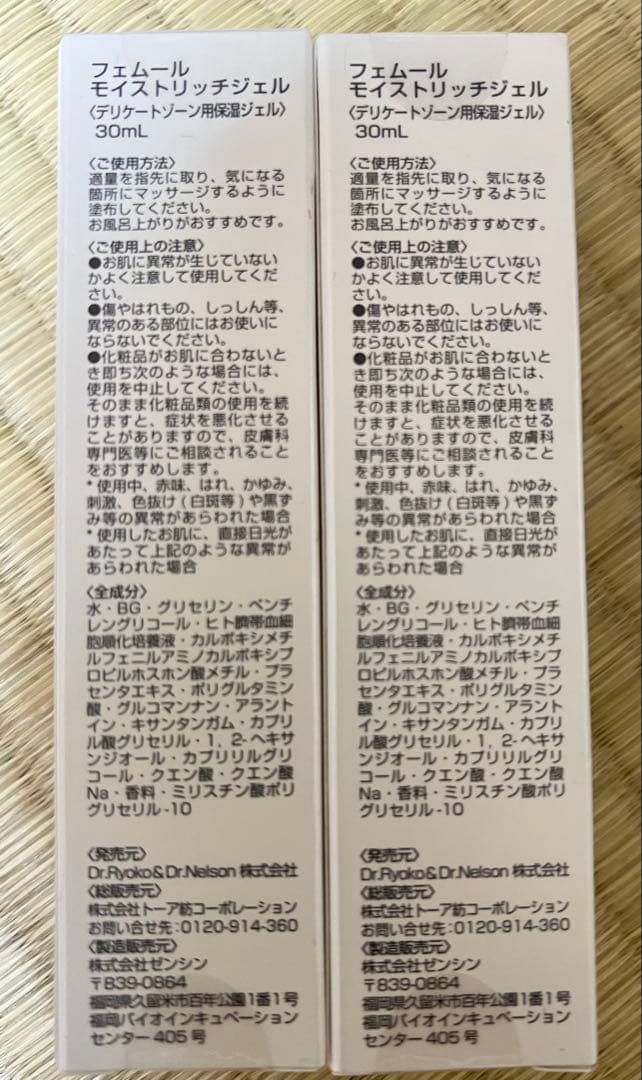 フェムール
モイストリッチジェル
〈デリケートゾーン用保湿ジェル〉
30mL
〈ご使用方法〉
適量を指先に取り、気になる
箇所にマッサージするように
塗布してください。
お風呂上がりがおすすめです。
〈ご使用上の注意〉
●お肌に異常が生じていない
かよく注意して使用してくだ
さい。
●傷やはれもの、しっしん等、
異常のある部位にはお使いに
ならないでください。
●化粧品がお肌に合わないと
き即ち次のような場合には、
使用を中止してください。
そのまま化粧品類の使用を続
けますと、症状を悪化させる
ことがありますので、皮膚科
専門医等にご相談されること
をおすすめします。
*使用中、赤味、はれ、かゆみ、
刺激、色抜け(白斑等)や黒ず
み等の異常があらわれた場合
*使用したお肌に、直接日光が
あたって上記のような異常が
あらわれた場合
〈全成分〉
水・BG・グリセリン・ペンチ
レングリコール・ヒト臍帯血細
胞順化培養液・カルボキシメチ
ルフェニルアミノカルボキシプ
ロピルホスホン酸メチル・プラ
センタエキス・ポリグルタミン
酸・グルコマンナン・アラント
イン・キサンタンガム・カプリ
ル酸グリセリル・1,2-ヘキサ
ンジオール・カプリリルグリ
コール・クエン酸・クエン酸
Na・香料・ミリスチン酸ポリ
グリセリル-10
〈発売元〉
Dr.Ryoko&Dr.Nelson 株式会社
〈総販売元〉
株式会社トーア紡コーポレーション
お問い合せ先：0120-914-360
〈製造販売元〉
株式会社ゼンシン
〒839-0864
福岡県久留米市百年公園1番1号
福岡バイオインキュベーション
センター 405 号
フェムール
モイストリッチジェル
〈デリケートゾーン用保湿ジェル〉
30mL
〈ご使用方法〉
適量を指先に取り、気になる
箇所にマッサージするように
塗布してください。
お風呂上がりがおすすめです。
〈ご使用上の注意〉
●お肌に異常が生じていない
かよく注意して使用してくだ
さい。
●傷やはれもの、しっしん等、
異常のある部位にはお使いに
ならないでください。
●化粧品がお肌に合わないと
き即ち次のような場合には、
使用を中止してください。
そのまま化粧品類の使用を続
けますと、症状を悪化させる
ことがありますので、皮膚科
専門医等にご相談されること
をおすすめします。
*使用中、赤味、はれ、かゆみ、
刺激、色抜け(白斑等)や黒ず
み等の異常があらわれた場合
*使用したお肌に、直接日光が
あたって上記のような異常が
あらわれた場合
〈全成分〉
水・BG・グリセリン・ペンチ
レングリコール・ヒト臍帯血細
胞順化培養液・カルボキシメチ
ルフェニルアミノカルボキシプ
ロピルホスホン酸メチル・プラ
センタエキス・ポリグルタミン
酸・グルコマンナン・アラント
イン・キサンタンガム・カプリ
ル酸グリセリル・1,2-ヘキサ
ンジオール・カプリリルグリ
コール・クエン酸・クエン酸
Na・香料・ミリスチン酸ポリ
グリセリル-10
〈発売元〉
Dr.Ryoko&Dr.Nelson 株式会社
〈総販売元〉
株式会社トーア紡コーポレーション
お問い合せ先：0120-914-360
〈製造販売元〉
株式会社ゼンシン
〒839-0864
福岡県久留米市百年公園1番1号
福岡バイオインキュベーション
センター 405 号